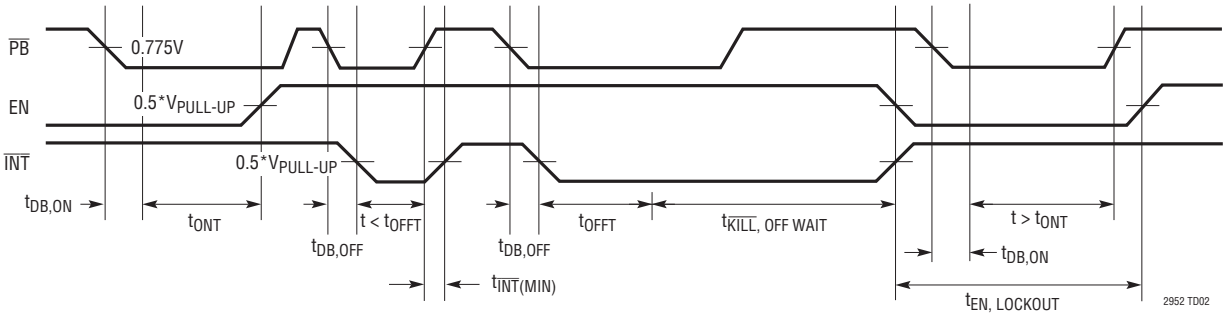 PB
0.775V
EN
0.5*VPULL-UP
INT
0.5*VPULL-UP
tDB,ON
tONT
t < tOFFT
tOFFT
tKILL, OFF WAIT
t > tONT
tDB,OFF
tDB,OFF
tDB,ON
tINT(MIN)
tEN, LOCKOUT
2952 TD02